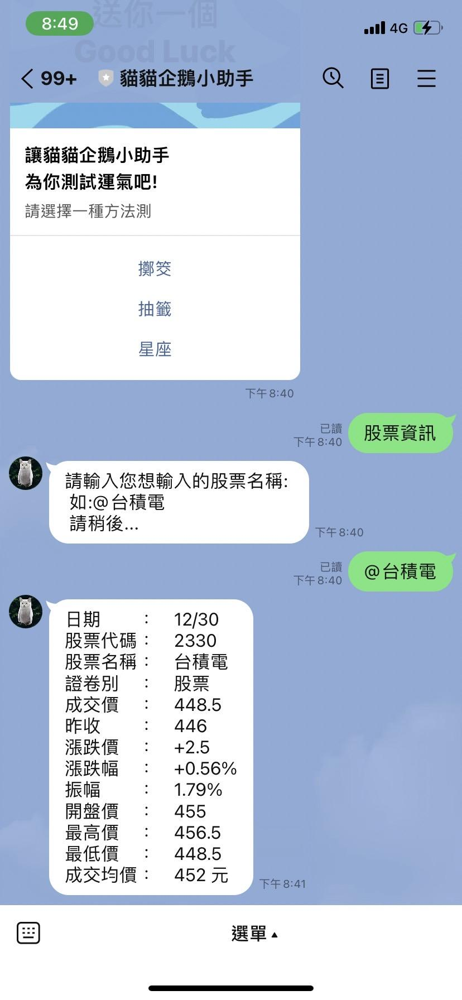 送你一個
8:49
4G
Good Luck
99+
貓貓企鵝小助手
讓貓貓企鵝小助手
為你測試運氣吧!
請選擇一種方法測
擲筊
抽籤
星座
下午8:40
已讀
下午8:40
股票資訊
請輸入您想輸入的股票名稱:
如:@台積電
請稍後...
下午8:40
已讀
下午8:40
@台積電
日期 : 12/30
股票代碼 : 2330
股票名稱 : 台積電
證卷別 : 股票
成交價 : 448.5
昨收 : 446
漲跌價 : +2.5
漲跌幅 : +0.56%
振幅 : 1.79%
開盤價 : 455
最高價 : 456.5
最低價 : 448.5
成交均價 : 452 元
下午8:41
選單▲